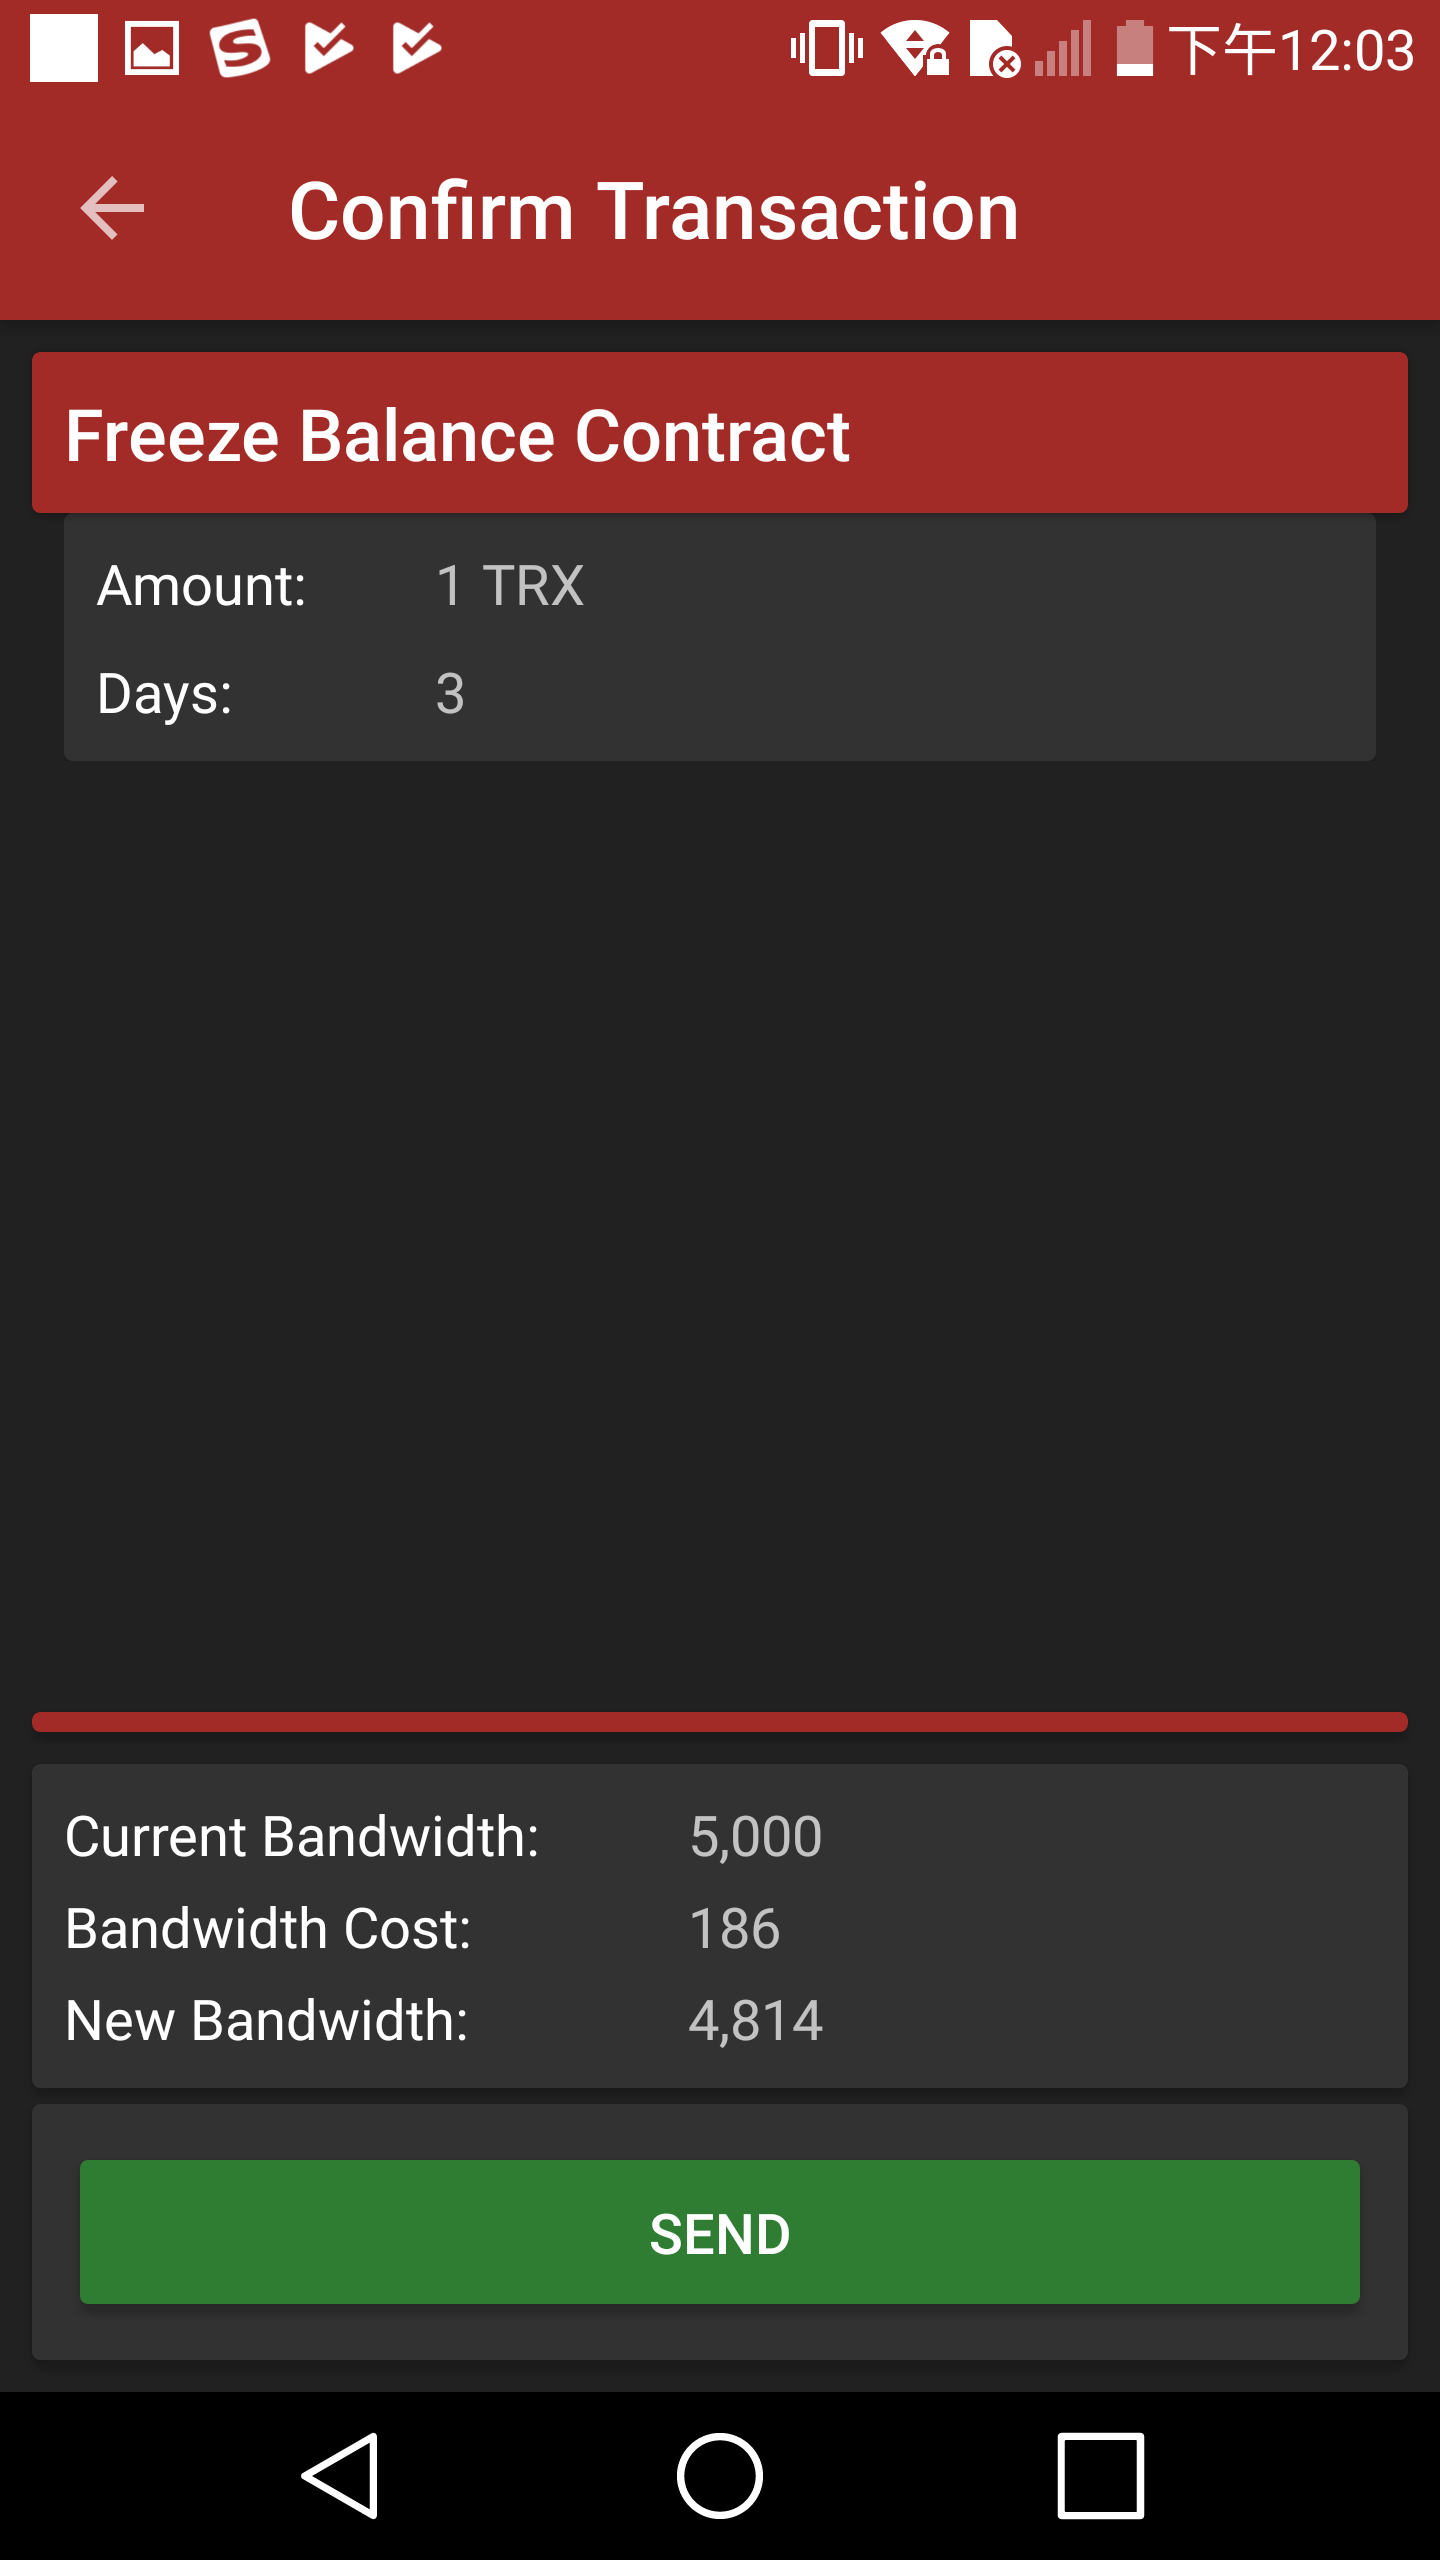 下午12:03
Confirm Transaction
Freeze Balance Contract
Amount: 1 TRX
Days: 3
Current Bandwidth: 5,000
Bandwidth Cost: 186
New Bandwidth: 4,814
SEND